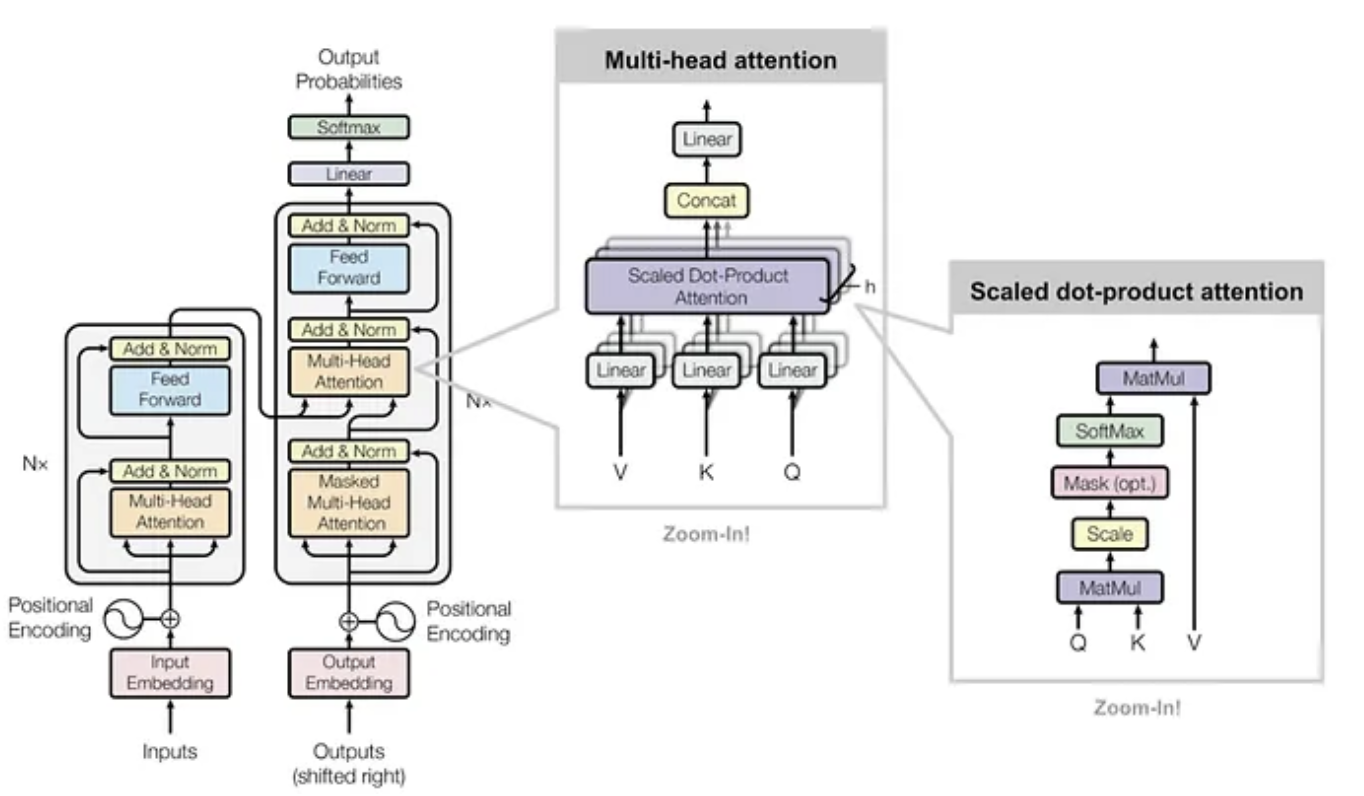 Output
Probabilities
Softmax
Linear
Add & Norm
Feed
Forward
Add & Norm
Multi-Head
Attention
Add & Norm
Masked
Multi-Head
Attention
Nx
Add & Norm
Feed
Forward
Add & Norm
Multi-Head
Attention
Nx
Positional
Encoding
Positional
Encoding
Input
Embedding
Output
Embedding
Inputs
Outputs
(shifted right)
Multi-head attention
Linear
Concat
Scaled Dot-Product
Attention
h
Linear
Linear
Linear
V
K
Q
Zoom-In!
Scaled dot-product attention
MatMul
SoftMax
Mask (opt.)
Scale
MatMul
Q
K
V
Zoom-In!